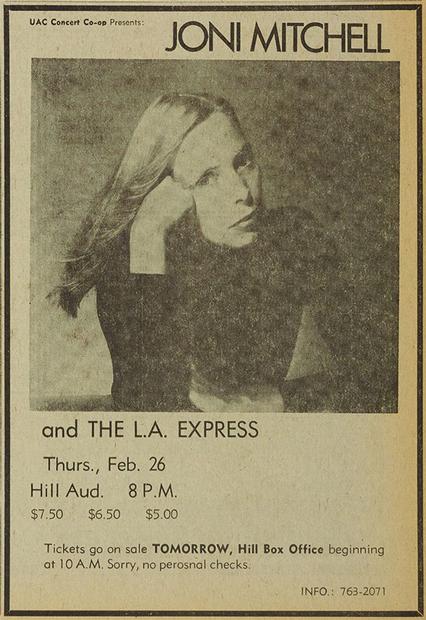 UAC Concert Co-op Presents:
JONI MITCHELL
and THE L.A. EXPRESS
Thurs., Feb. 26
Hill Aud. 8 P.M.
$7.50 $6.50 $5.00
Tickets go on sale TOMORROW, Hill Box Office beginning
at 10 A.M. Sorry, no perosnal checks.
INFO.: 763-2071